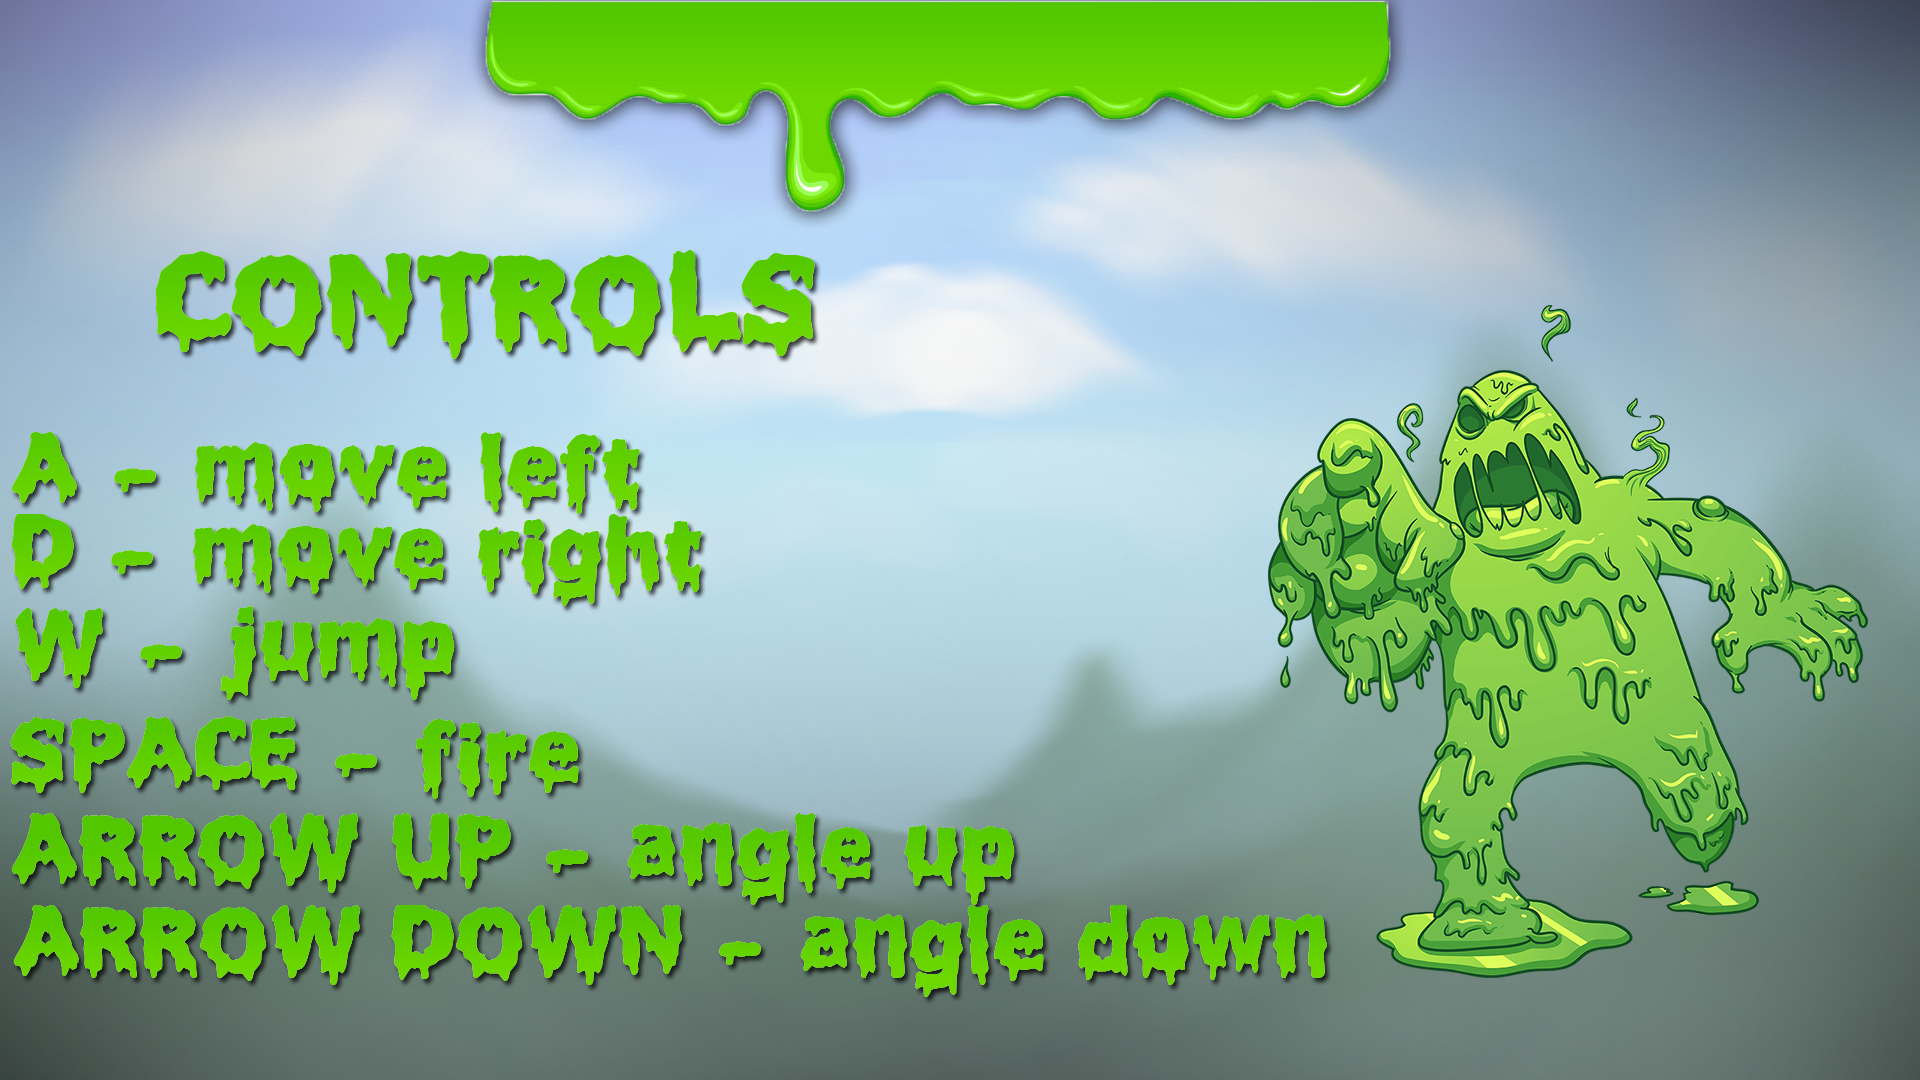 CONTROLS
A - move left
D - move right
W - jump
SPACE - fire
ARROW UP - angle up
ARROW DOWN - angle down